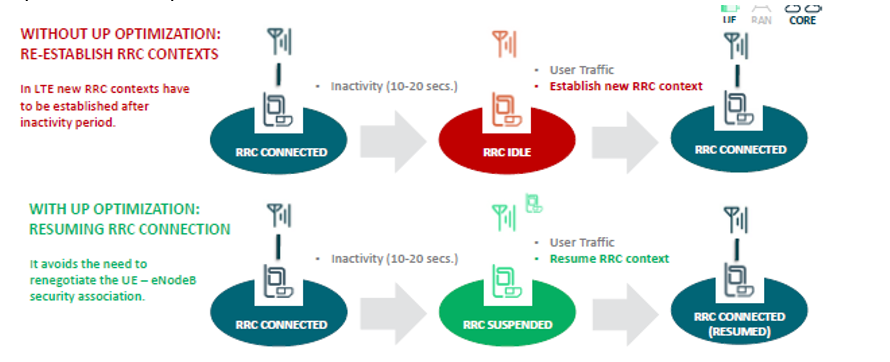 UE RAN CORE
WITHOUT UP OPTIMIZATION:
RE-ESTABLISH RRC CONTEXTS
In LTE new RRC contexts have
to be established after
inactivity period.
• Inactivity (10-20 secs.)
• User Traffic
• Establish new RRC context
RRC CONNECTED
RRC IDLE
RRC CONNECTED
WITH UP OPTIMIZATION:
RESUMING RRC CONNECTION
It avoids the need to
renegotiate the UE – eNodeB
security association.
• Inactivity (10-20 secs.)
• User Traffic
• Resume RRC context
RRC CONNECTED
RRC SUSPENDED
RRC CONNECTED
(RESUMED)